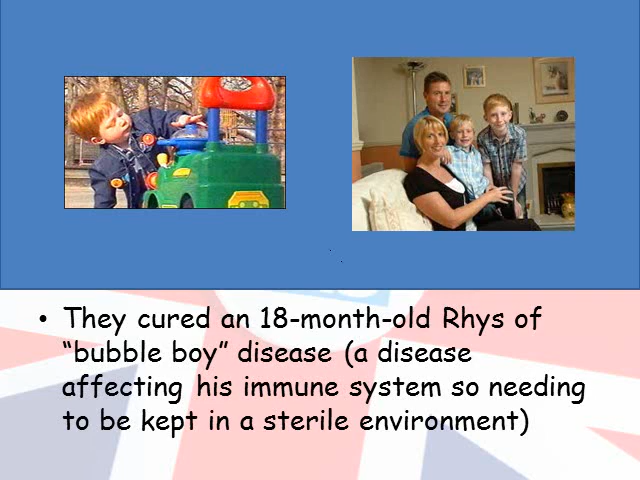 • They cured an 18-month-old Rhys of
“bubble boy” disease (a disease
affecting his immune system so needing
to be kept in a sterile environment)